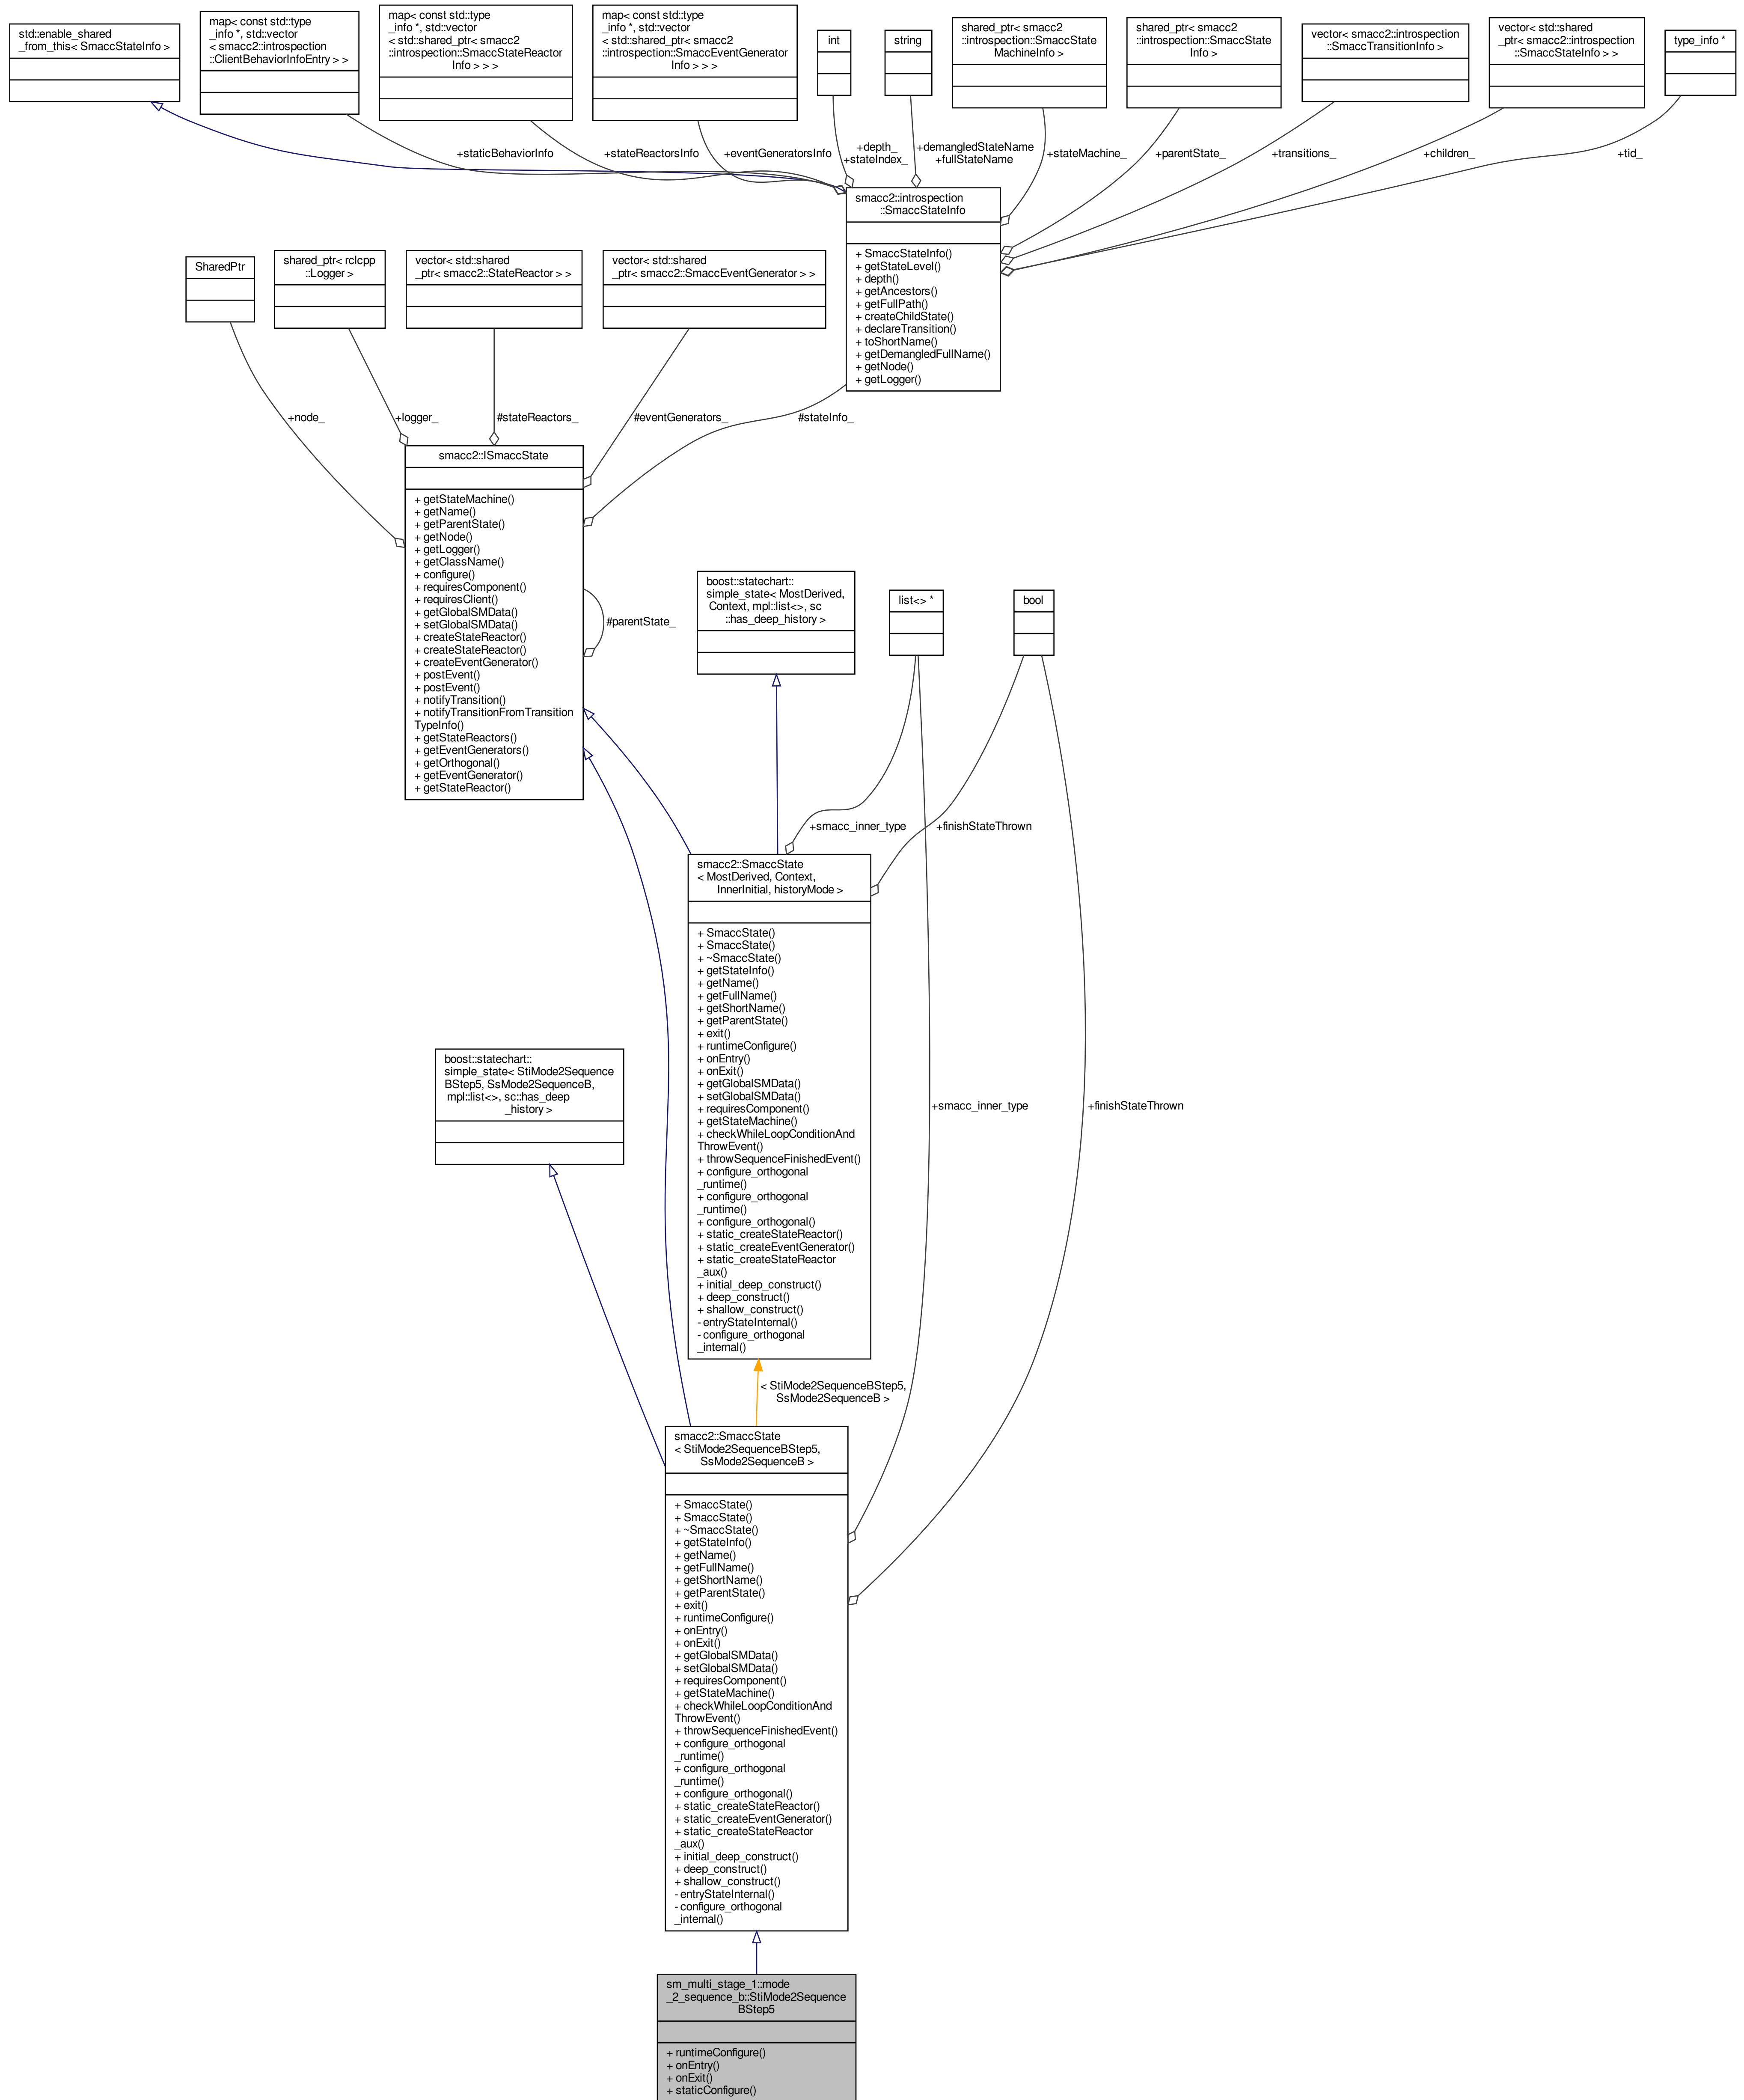 std::enable_shared
_from_this< SmaccStateInfo >
map< const std::type
_info *, std::vector
< smacc2::introspection
::ClientBehaviorInfoEntry > >
map< const std::type
_info *, std::vector
< std::shared_ptr< smacc2
::introspection::SmaccStateReactor
Info > > >
map< const std::type
_info *, std::vector
< std::shared_ptr< smacc2
::introspection::SmaccEventGenerator
Info > > >
int
string
shared_ptr< smacc2
::introspection::SmaccState
MachineInfo >
shared_ptr< smacc2
::introspection::SmaccState
Info >
vector< smacc2::introspection
::SmaccTransitionInfo >
vector< std::shared
_ptr< smacc2::introspection
::SmaccStateInfo > >
type_info *
+staticBehaviorInfo
+stateReactorsInfo
+eventGeneratorsInfo
+depth_
+stateIndex_
+demangledStateName
+fullStateName
+stateMachine_
+parentState_
+transitions_
+children_
+tid_
smacc2::introspection
::SmaccStateInfo
+ SmaccStateInfo()
+ getStateLevel()
+ depth()
+ getAncestors()
+ getFullPath()
+ createChildState()
+ declareTransition()
+ toShortName()
+ getDemangledFullName()
+ getNode()
+ getLogger()
SharedPtr
shared_ptr< rclcpp
::Logger >
vector< std::shared
_ptr< smacc2::StateReactor > >
vector< std::shared
_ptr< smacc2::SmaccEventGenerator > >
+node_
+logger_
#stateReactors_
#eventGenerators_
#stateInfo_
smacc2::ISmaccState
+ getStateMachine()
+ getName()
+ getParentState()
+ getNode()
+ getLogger()
+ getClassName()
+ configure()
+ requiresComponent()
+ requiresClient()
+ getGlobalSMData()
+ setGlobalSMData()
+ createStateReactor()
+ createStateReactor()
+ createEventGenerator()
+ postEvent()
+ postEvent()
+ notifyTransition()
+ notifyTransitionFromTransition
TypeInfo()
+ getStateReactors()
+ getEventGenerators()
+ getOrthogonal()
+ getEventGenerator()
+ getStateReactor()
#parentState_
boost::statechart::
simple_state< MostDerived,
Context, mpl::list<>, sc
::has_deep_history >
list<> *
bool
+smacc_inner_type
+finishStateThrown
smacc2::SmaccState
< MostDerived, Context,
InnerInitial, historyMode >
+ SmaccState()
+ SmaccState()
+ ~SmaccState()
+ getStateInfo()
+ getName()
+ getFullName()
+ getShortName()
+ getParentState()
+ exit()
+ runtimeConfigure()
+ onEntry()
+ onExit()
+ getGlobalSMData()
+ setGlobalSMData()
+ requiresComponent()
+ getStateMachine()
+ checkWhileLoopConditionAnd
ThrowEvent()
+ throwSequenceFinishedEvent()
+ configure_orthogonal
_runtime()
+ configure_orthogonal
_runtime()
+ configure_orthogonal()
+ static_createStateReactor()
+ static_createEventGenerator()
+ static_createStateReactor
_aux()
+ initial_deep_construct()
+ deep_construct()
+ shallow_construct()
- entryStateInternal()
- configure_orthogonal
_internal()
boost::statechart::
simple_state< StiMode2Sequence
BStep5, SsMode2SequenceB,
mpl::list<>, sc::has_deep
_history >
+smacc_inner_type
+finishStateThrown
< StiMode2SequenceBStep5,
SsMode2SequenceB >
smacc2::SmaccState
< StiMode2SequenceBStep5,
SsMode2SequenceB >
+ SmaccState()
+ SmaccState()
+ ~SmaccState()
+ getStateInfo()
+ getName()
+ getFullName()
+ getShortName()
+ getParentState()
+ exit()
+ runtimeConfigure()
+ onEntry()
+ onExit()
+ getGlobalSMData()
+ setGlobalSMData()
+ requiresComponent()
+ getStateMachine()
+ checkWhileLoopConditionAnd
ThrowEvent()
+ throwSequenceFinishedEvent()
+ configure_orthogonal
_runtime()
+ configure_orthogonal
_runtime()
+ configure_orthogonal()
+ static_createStateReactor()
+ static_createEventGenerator()
+ static_createStateReactor
_aux()
+ initial_deep_construct()
+ deep_construct()
+ shallow_construct()
- entryStateInternal()
- configure_orthogonal
_internal()
sm_multi_stage_1::mode
_2_sequence_b::StiMode2Sequence
BStep5
+ runtimeConfigure()
+ onEntry()
+ onExit()
+ staticConfigure()